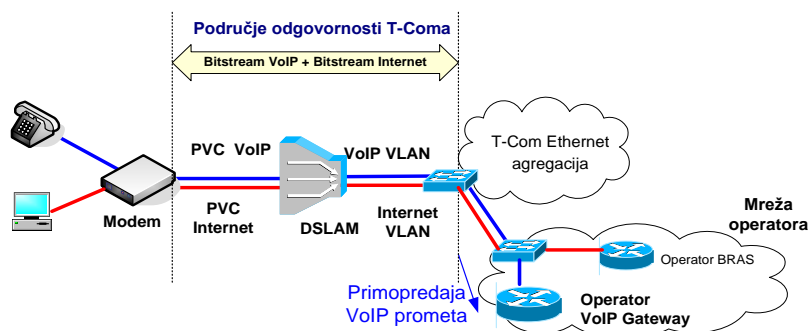 Područje odgovornosti T-Coma
Bitstream VoIP + Bitstream Internet
PVC VoIP
VoIP VLAN
T-Com Ethernet
agregacija
Modem
PVC
Internet
DSLAM
Internet
VLAN
Mreža
operatora
Operator BRAS
Primopredaja
VoIP prometa
Operator
VoIP Gateway